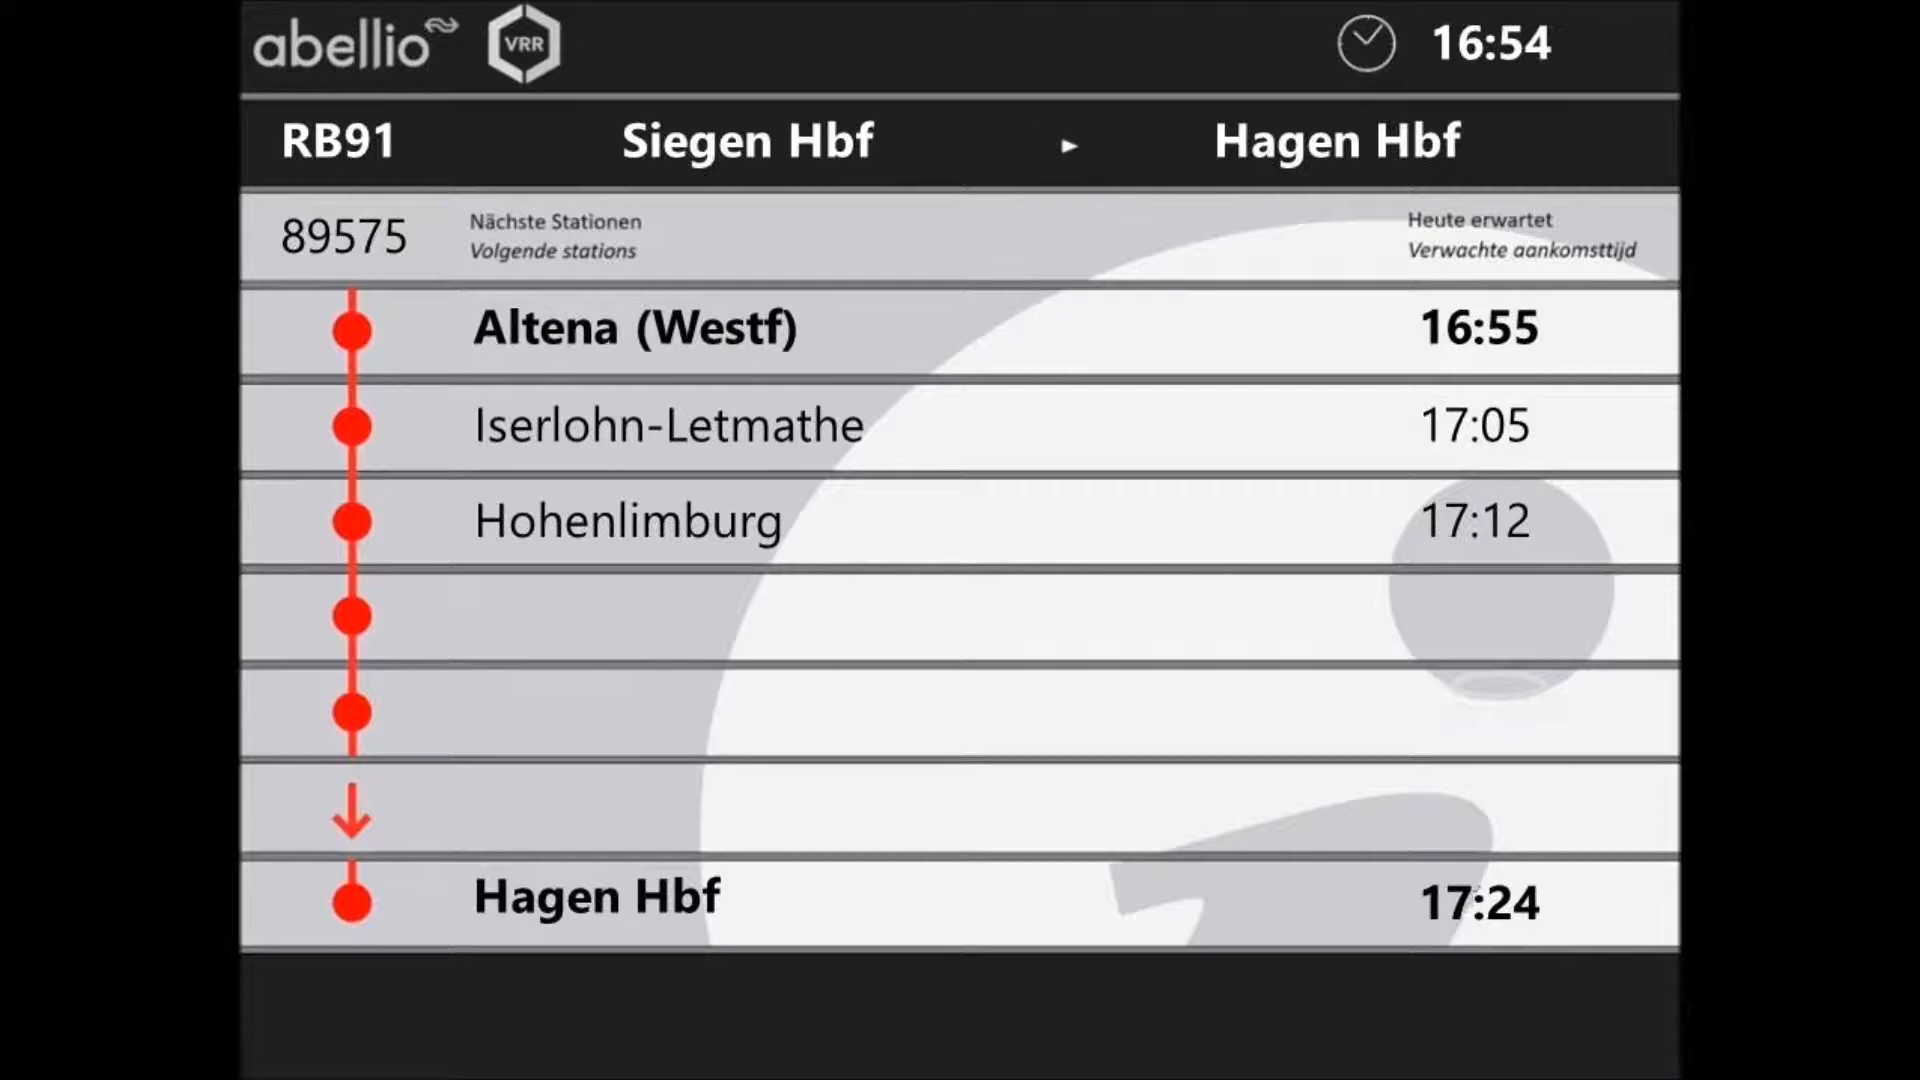 abellio VRR 16:54
RB91 Siegen Hbf ► Hagen Hbf
89575 Nächste Stationen Heute erwartet
Volgende stations Verwachte aankomsttijd
Altena (Westf) 16:55
Iserlohn-Letmathe 17:05
Hohenlimburg 17:12
Hagen Hbf 17:24